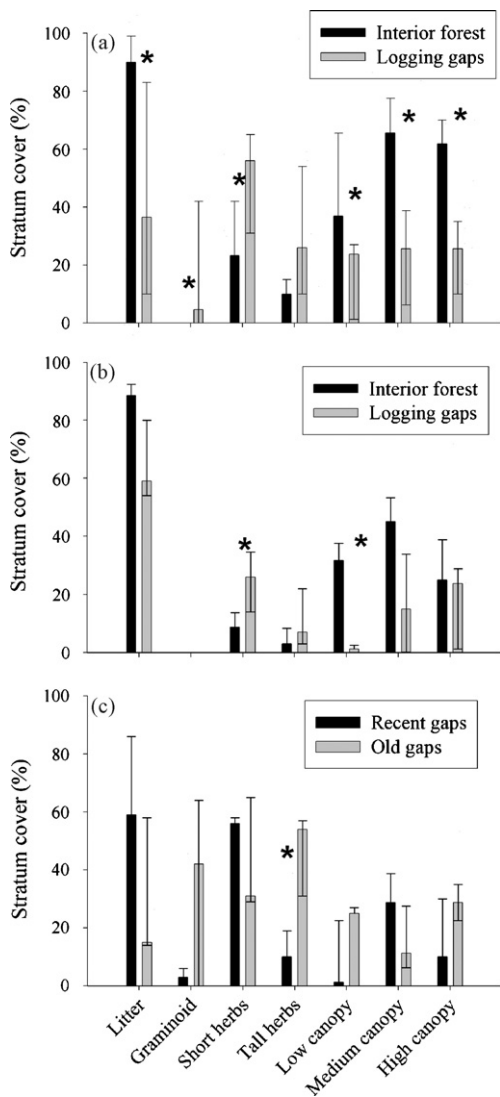 (a)
Interior forest
Logging gaps
Stratum cover (%)
100
80
60
40
20
0
*
*
*
*
*
*
(b)
Interior forest
Logging gaps
Stratum cover (%)
100
80
60
40
20
0
*
*
(c)
Recent gaps
Old gaps
Stratum cover (%)
100
80
60
40
20
0
*
Litter
Graminoid
Short herbs
Tall herbs
Low canopy
Medium canopy
High canopy